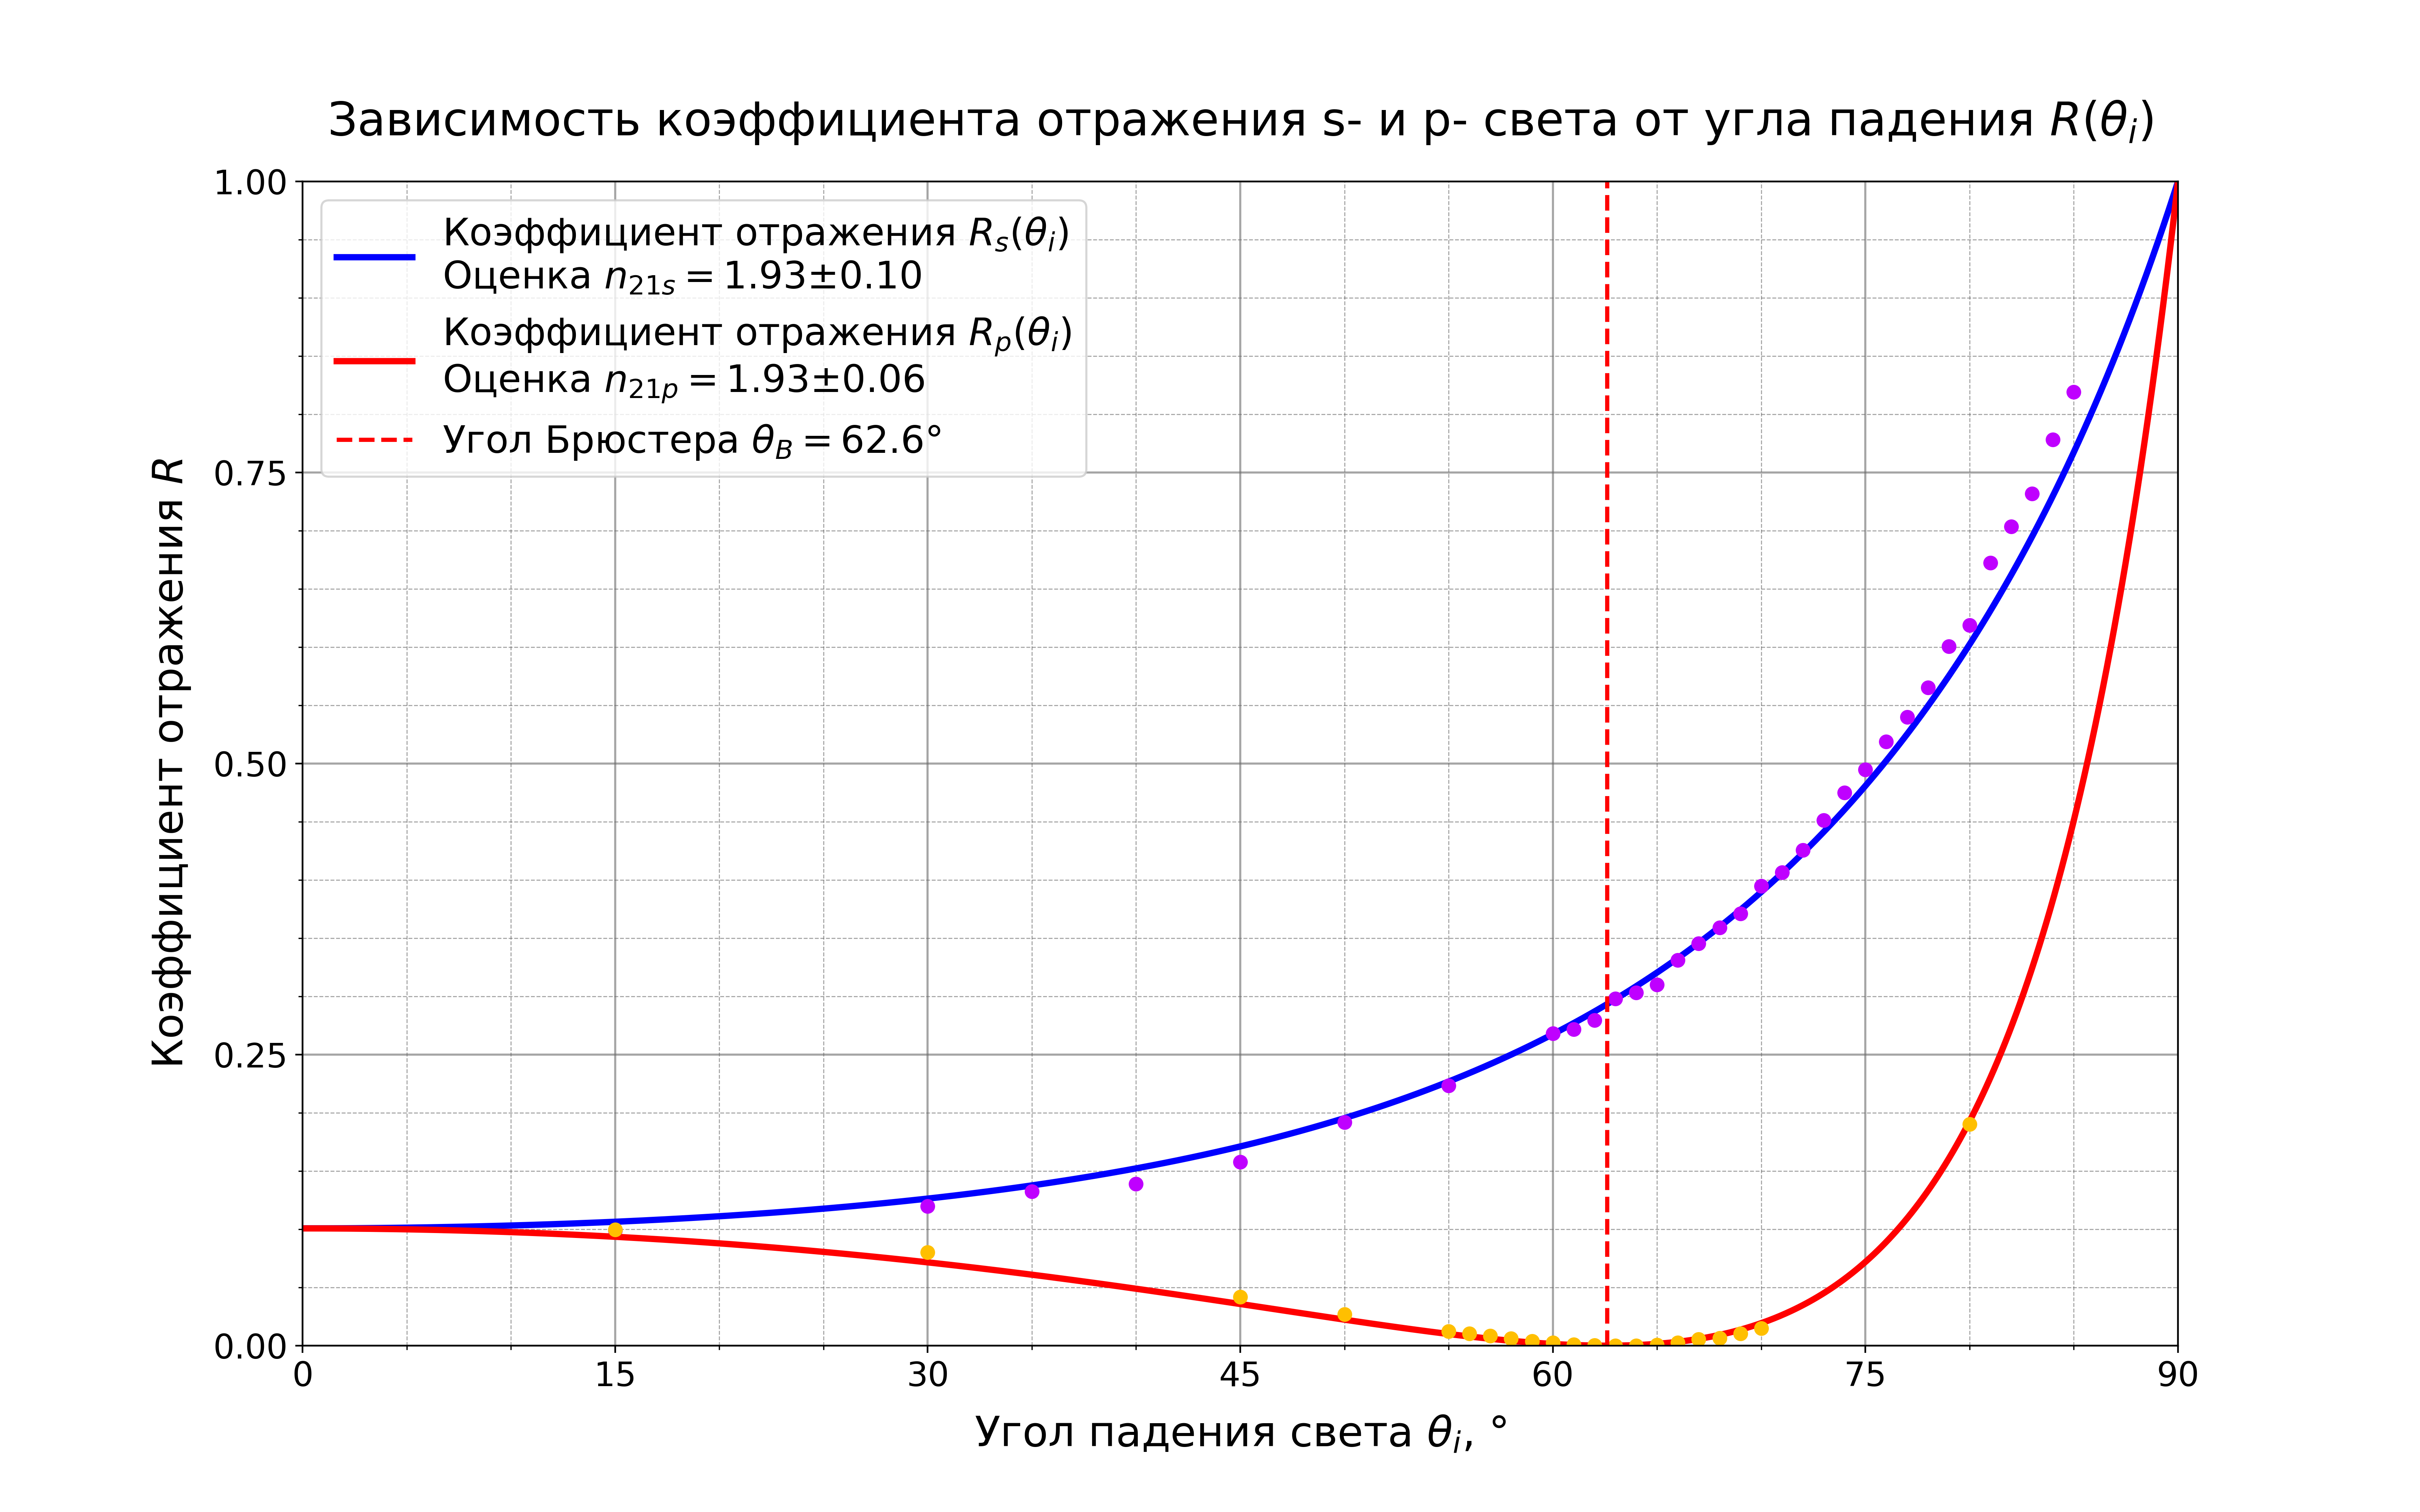 Зависимость коэффициента отражения s- и p- света от угла падения R(θᵢ)
Коэффициент отражения R
1.00
0.75
0.50
0.25
0.00
Коэффициент отражения Rₛ(θᵢ)
Оценка n₂₁ₛ = 1.93±0.10
Коэффициент отражения Rₚ(θᵢ)
Оценка n₂₁ₚ = 1.93±0.06
Угол Брюстера θ_B = 62.6°
0 15 30 45 60 75 90
Угол падения света θᵢ, °